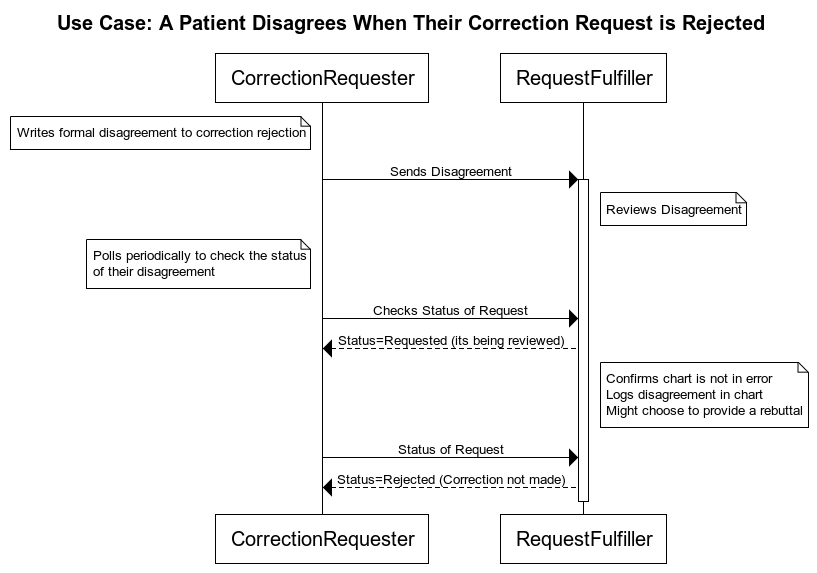 Use Case: A Patient Disagrees When Their Correction Request is Rejected
CorrectionRequester
RequestFulfiller
Writes formal disagreement to correction rejection
Sends Disagreement
Reviews Disagreement
Polls periodically to check the status
of their disagreement
Checks Status of Request
Status=Requested (its being reviewed)
Confirms chart is not in error
Logs disagreement in chart
Might choose to provide a rebuttal
Status of Request
Status=Rejected (Correction not made)
CorrectionRequester
RequestFulfiller